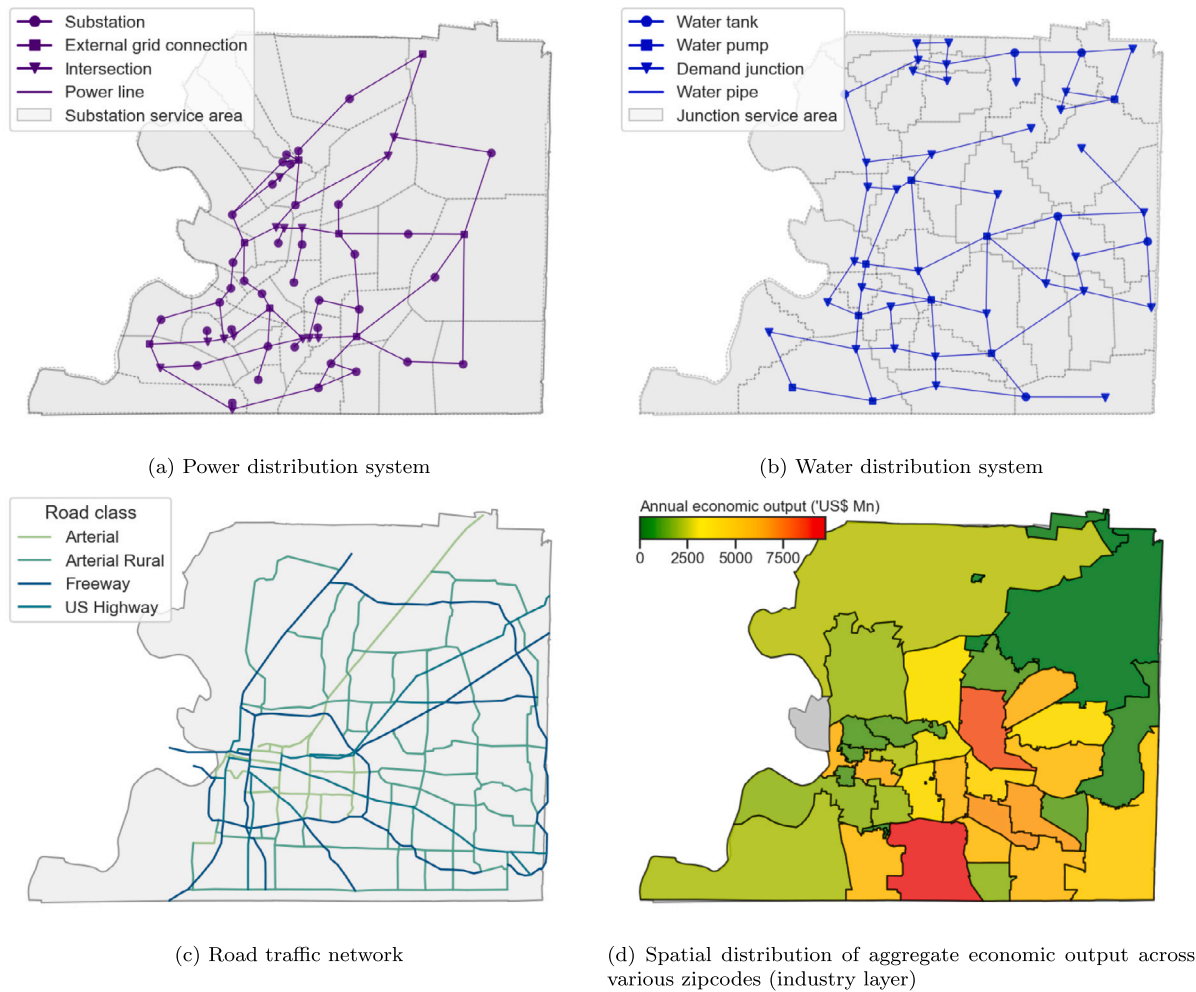 Substation
External grid connection
Intersection
Power line
Substation service area
Water tank
Water pump
Demand junction
Water pipe
Junction service area
(a) Power distribution system
(b) Water distribution system
Road class
Arterial
Arterial Rural
Freeway
US Highway
Annual economic output ('US$ Mn)
0 2500 5000 7500
(c) Road traffic network
(d) Spatial distribution of aggregate economic output across
various zipcodes (industry layer)